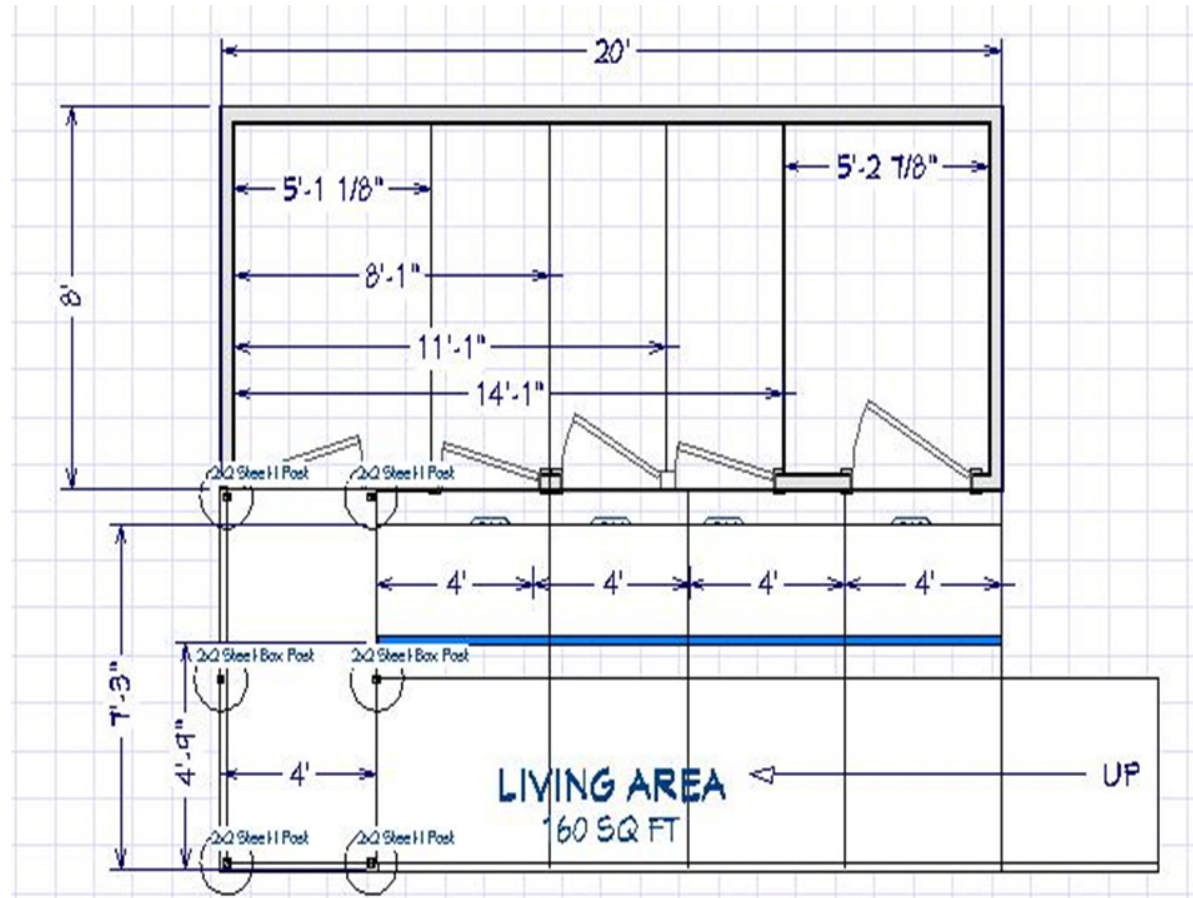 20'
5'-1 1/8"
5'-2 7/8"
8'-1"
8'
11'-1"
14'-1"
2x2 Steel I Post
2x2 Steel I Post
4'
4'
4'
4'
2x2 Steel Box Post
2x2 Steel Box Post
7'-3"
4'-9"
4'
LIVING AREA
160 SQ FT
UP
2x2 Steel I Post
2x2 Steel I Post